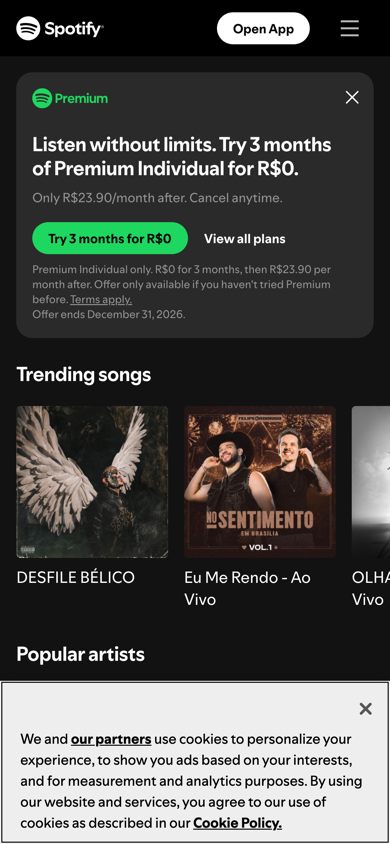 Spotify
Open App
Premium
Listen without limits. Try 3 months
of Premium Individual for R$0.
Only R$23.90/month after. Cancel anytime.
Try 3 months for R$0
View all plans
Premium Individual only. R$0 for 3 months, then R$23.90 per
month after. Offer only available if you haven't tried Premium
before. Terms apply.
Offer ends December 31, 2026.
Trending songs
NO SENTIMENTO
EM BRASÍLIA
VOL.1
DESFILE BÉLICO
Eu Me Rendo - Ao
Vivo
OLHA
Vivo
Popular artists
We and our partners use cookies to personalize your
experience, to show you ads based on your interests,
and for measurement and analytics purposes. By using
our website and services, you agree to our use of
cookies as described in our Cookie Policy.